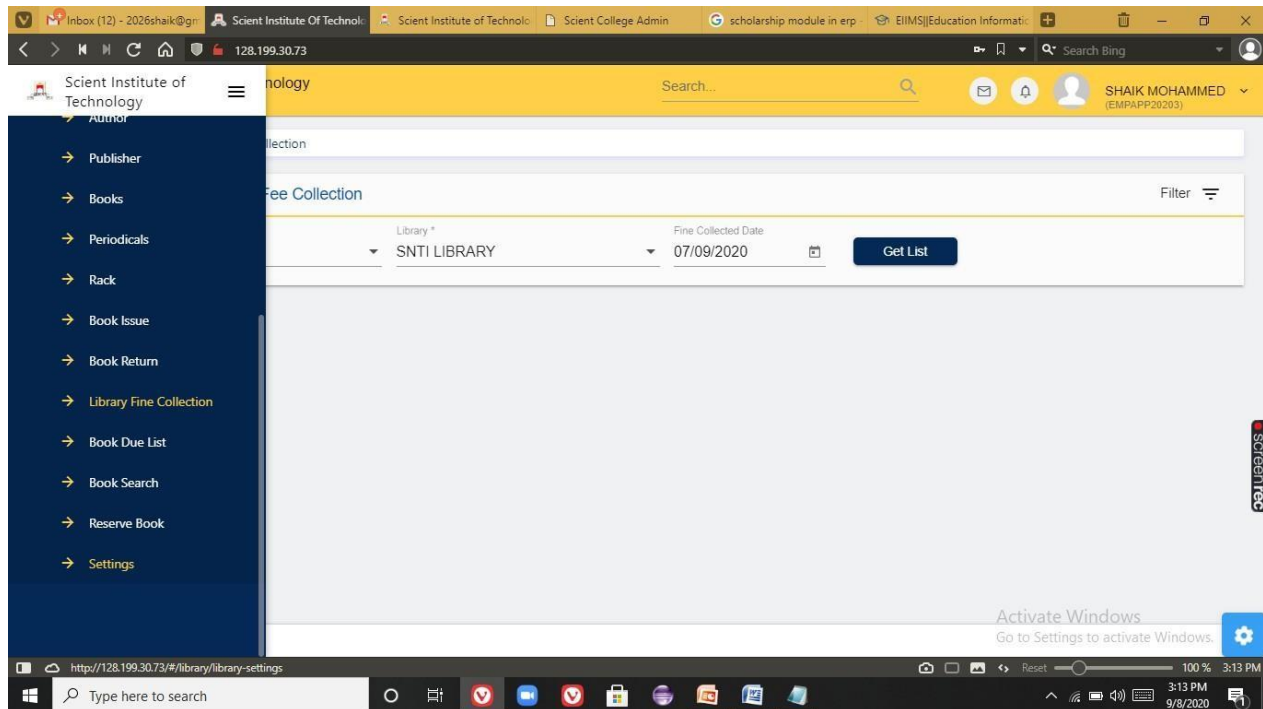 Inbox (12) - 2026shaik@gm
Scient Institute Of Technolo
Scient Institute of Technolo
Scient College Admin
scholarship module in erp -
EIIMS||Education Informatic
128.199.30.73
Search Bing
Scient Institute of
Technology
nology
Search...
SHAIK MOHAMMED
(EMPAPP20203)
Author
Publisher
Books
Periodicals
Rack
Book Issue
Book Return
Library Fine Collection
Book Due List
Book Search
Reserve Book
Settings
llection
Fee Collection
Filter
Library *
SNTI LIBRARY
Fine Collected Date
07/09/2020
Get List
screenrec
Activate Windows
Go to Settings to activate Windows.
http://128.199.30.73/#/library/library-settings
Reset
100 %
3:13 PM
Type here to search
3:13 PM
9/8/2020